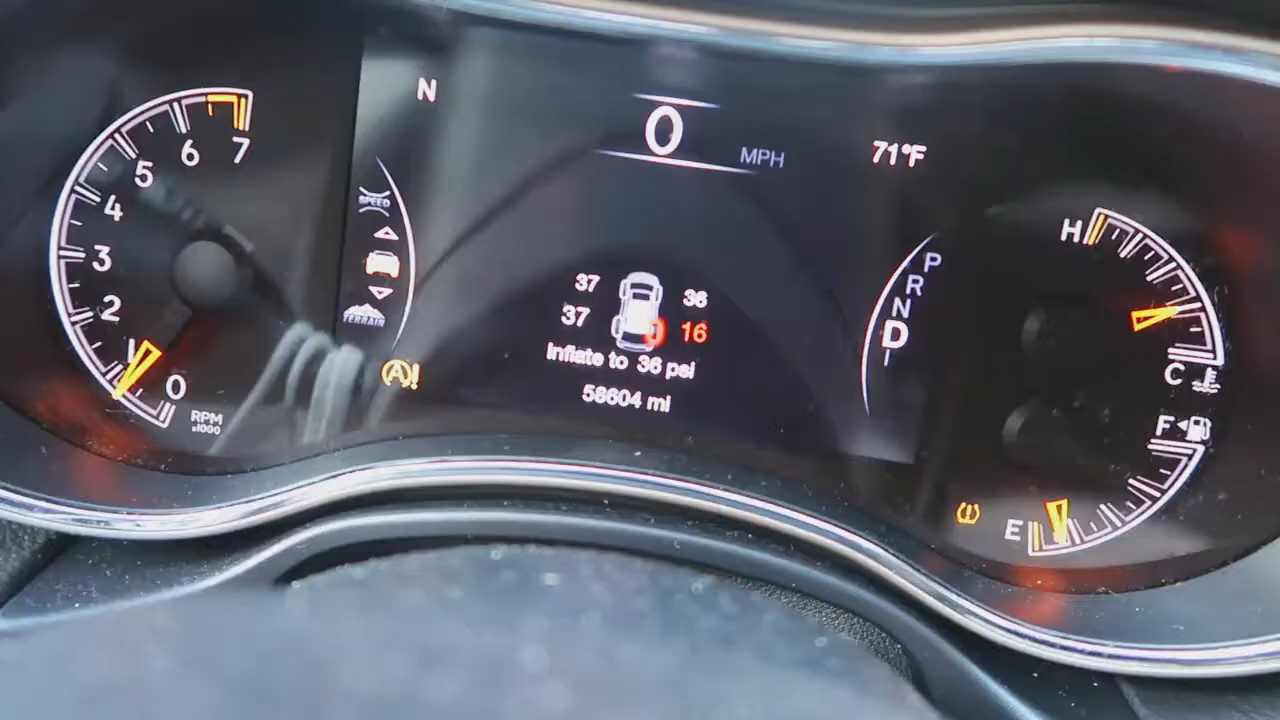 N
0
MPH
71°F
7
6
5
4
3
2
1
0
RPM
x1000
SPEED
TERRAIN
A!
37 36
37 16
Inflate to 36 psi
58604 mi
P
R
N
D
H
C
F
E